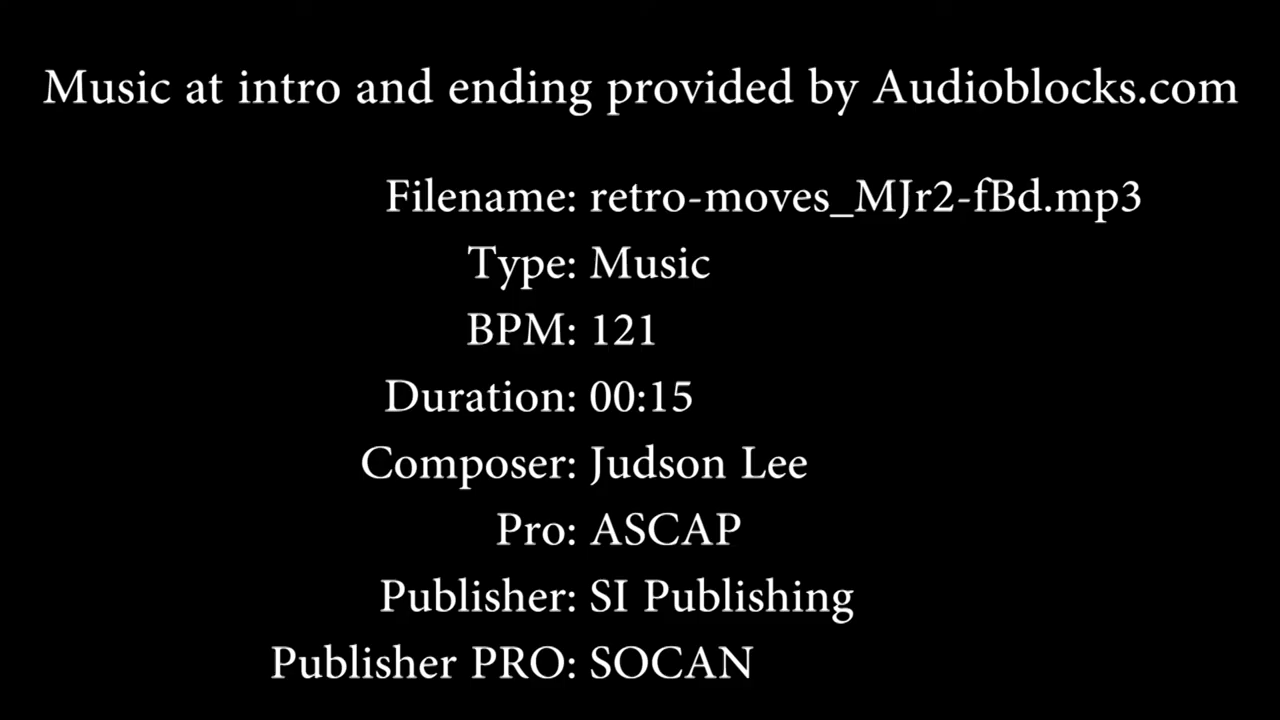 Music at intro and ending provided by Audioblocks.com
Filename: retro-moves_MJr2-fBd.mp3
Type: Music
BPM: 121
Duration: 00:15
Composer: Judson Lee
Pro: ASCAP
Publisher: SI Publishing
Publisher PRO: SOCAN